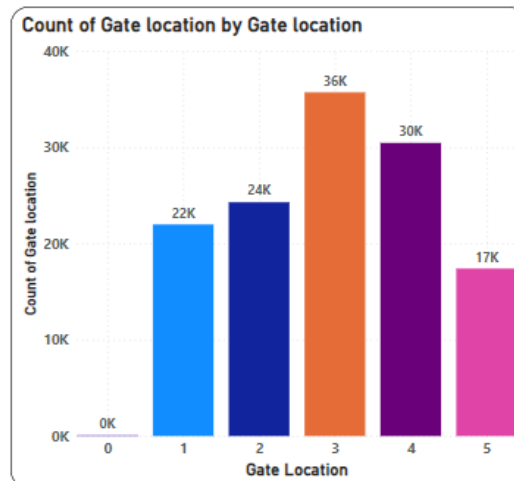 Count of Gate location by Gate location
40K
30K
20K
10K
0K
Count of Gate location
0K
22K
24K
36K
30K
17K
0 1 2 3 4 5
Gate Location